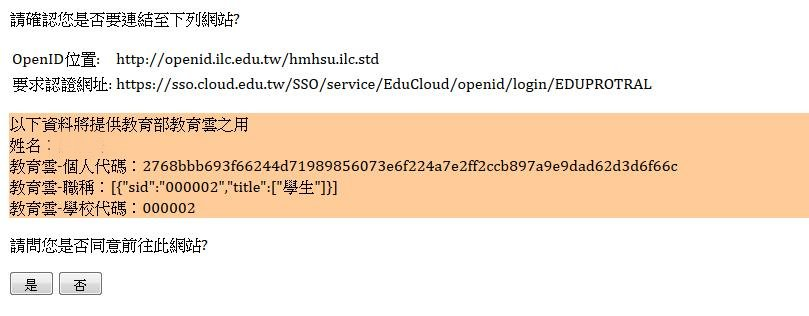 請確認您是否要連結至下列網站?
OpenID位置: http://openid.ilc.edu.tw/hmhsu.ilc.std
要求認證網址: https://sso.cloud.edu.tw/SSO/service/EduCloud/openid/login/EDUPROTRAL
以下資料將提供教育部教育雲之用
姓名：
教育雲-個人代碼：2768bbb693f66244d71989856073e6f224a7e2ff2ccb897a9e9dad62d3d6f66c
教育雲-職稱：[{"sid":"000002","title":["學生"]}]
教育雲-學校代碼：000002
請問您是否同意前往此網站?
是 否